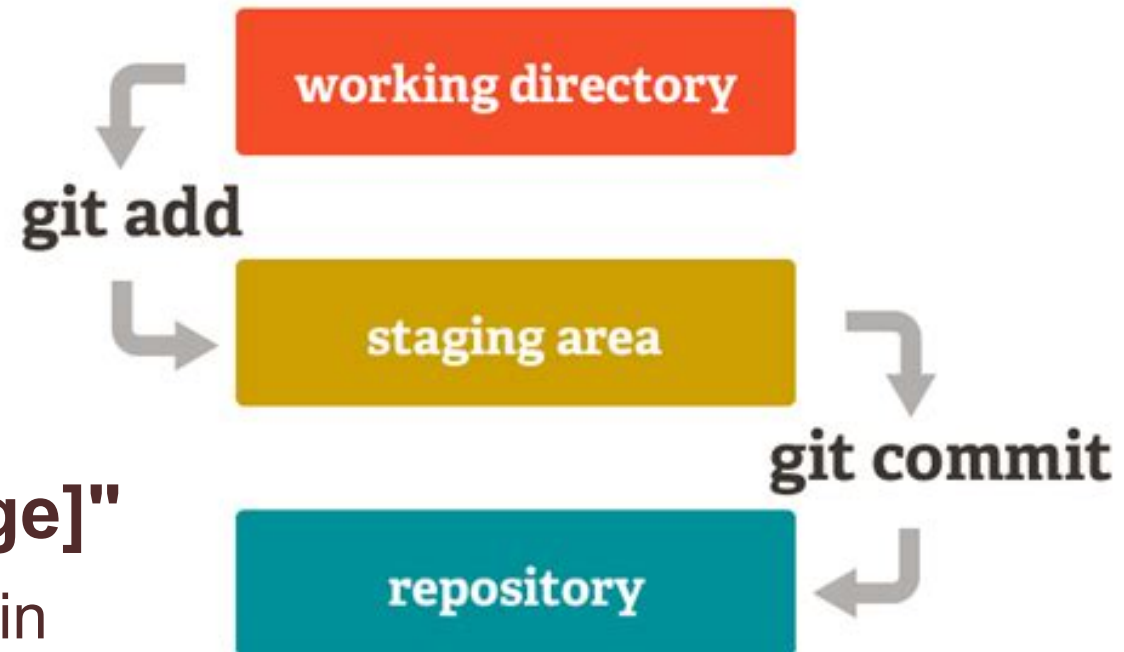 working directory
git add
staging area
git commit
ge]"
repository
in